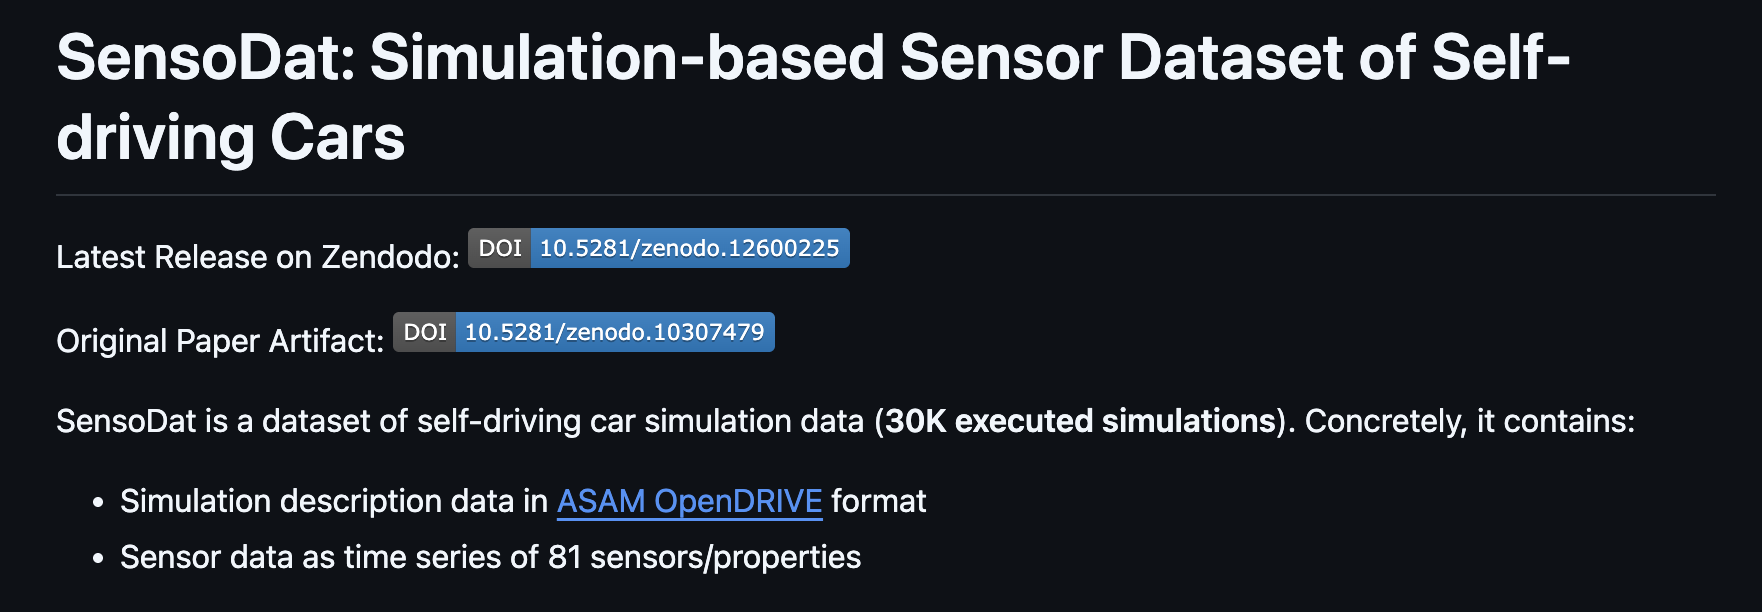 SensoDat: Simulation-based Sensor Dataset of Self-
driving Cars
Latest Release on Zendodo: DOI 10.5281/zenodo.12600225
Original Paper Artifact: DOI 10.5281/zenodo.10307479
SensoDat is a dataset of self-driving car simulation data (30K executed simulations). Concretely, it contains:
• Simulation description data in ASAM OpenDRIVE format
• Sensor data as time series of 81 sensors/properties